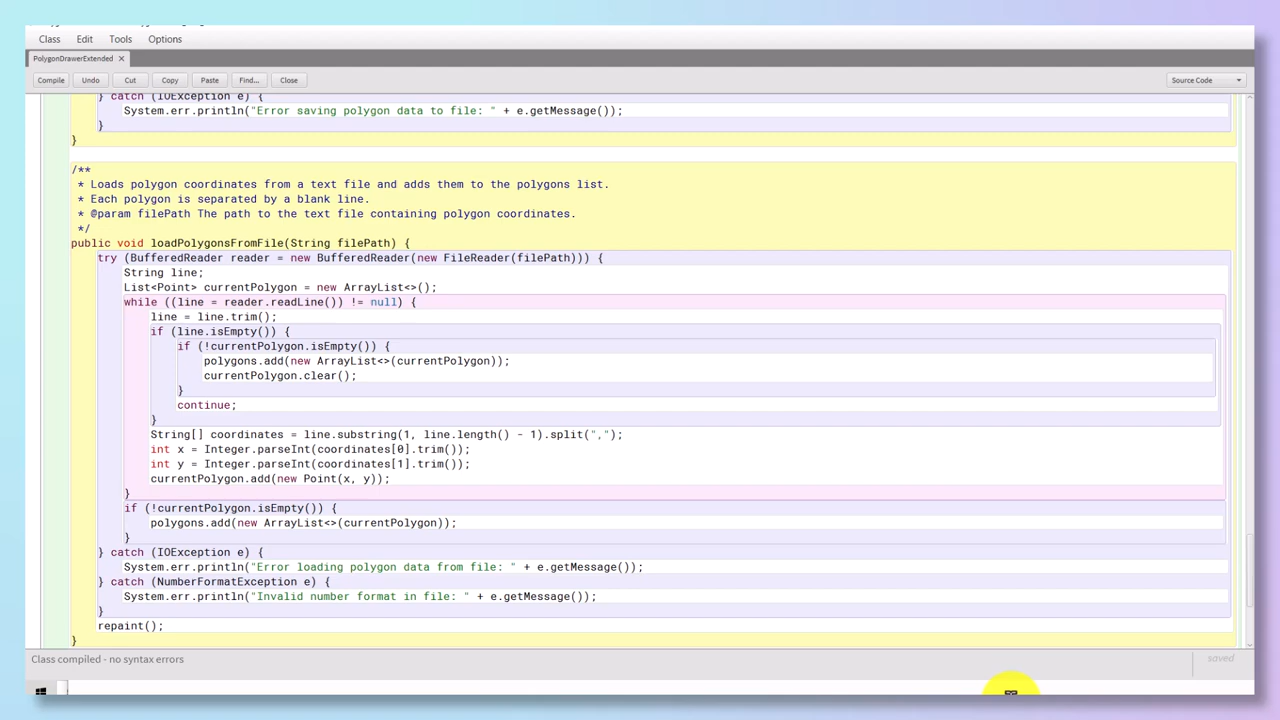 Class Edit Tools Options
PolygonDrawerExtended ×
Compile Undo Cut Copy Paste Find... Close Source Code
} catch (IOException e) {
System.err.println("Error saving polygon data to file: " + e.getMessage());
}
}
/**
* Loads polygon coordinates from a text file and adds them to the polygons list.
* Each polygon is separated by a blank line.
* @param filePath The path to the text file containing polygon coordinates.
*/
public void loadPolygonsFromFile(String filePath) {
try (BufferedReader reader = new BufferedReader(new FileReader(filePath))) {
String line;
List<Point> currentPolygon = new ArrayList<>();
while ((line = reader.readLine()) != null) {
line = line.trim();
if (line.isEmpty()) {
if (!currentPolygon.isEmpty()) {
polygons.add(new ArrayList<>(currentPolygon));
currentPolygon.clear();
}
continue;
}
String[] coordinates = line.substring(1, line.length() - 1).split(",");
int x = Integer.parseInt(coordinates[0].trim());
int y = Integer.parseInt(coordinates[1].trim());
currentPolygon.add(new Point(x, y));
}
if (!currentPolygon.isEmpty()) {
polygons.add(new ArrayList<>(currentPolygon));
}
} catch (IOException e) {
System.err.println("Error loading polygon data from file: " + e.getMessage());
} catch (NumberFormatException e) {
System.err.println("Invalid number format in file: " + e.getMessage());
}
repaint();
}
Class compiled - no syntax errors
saved